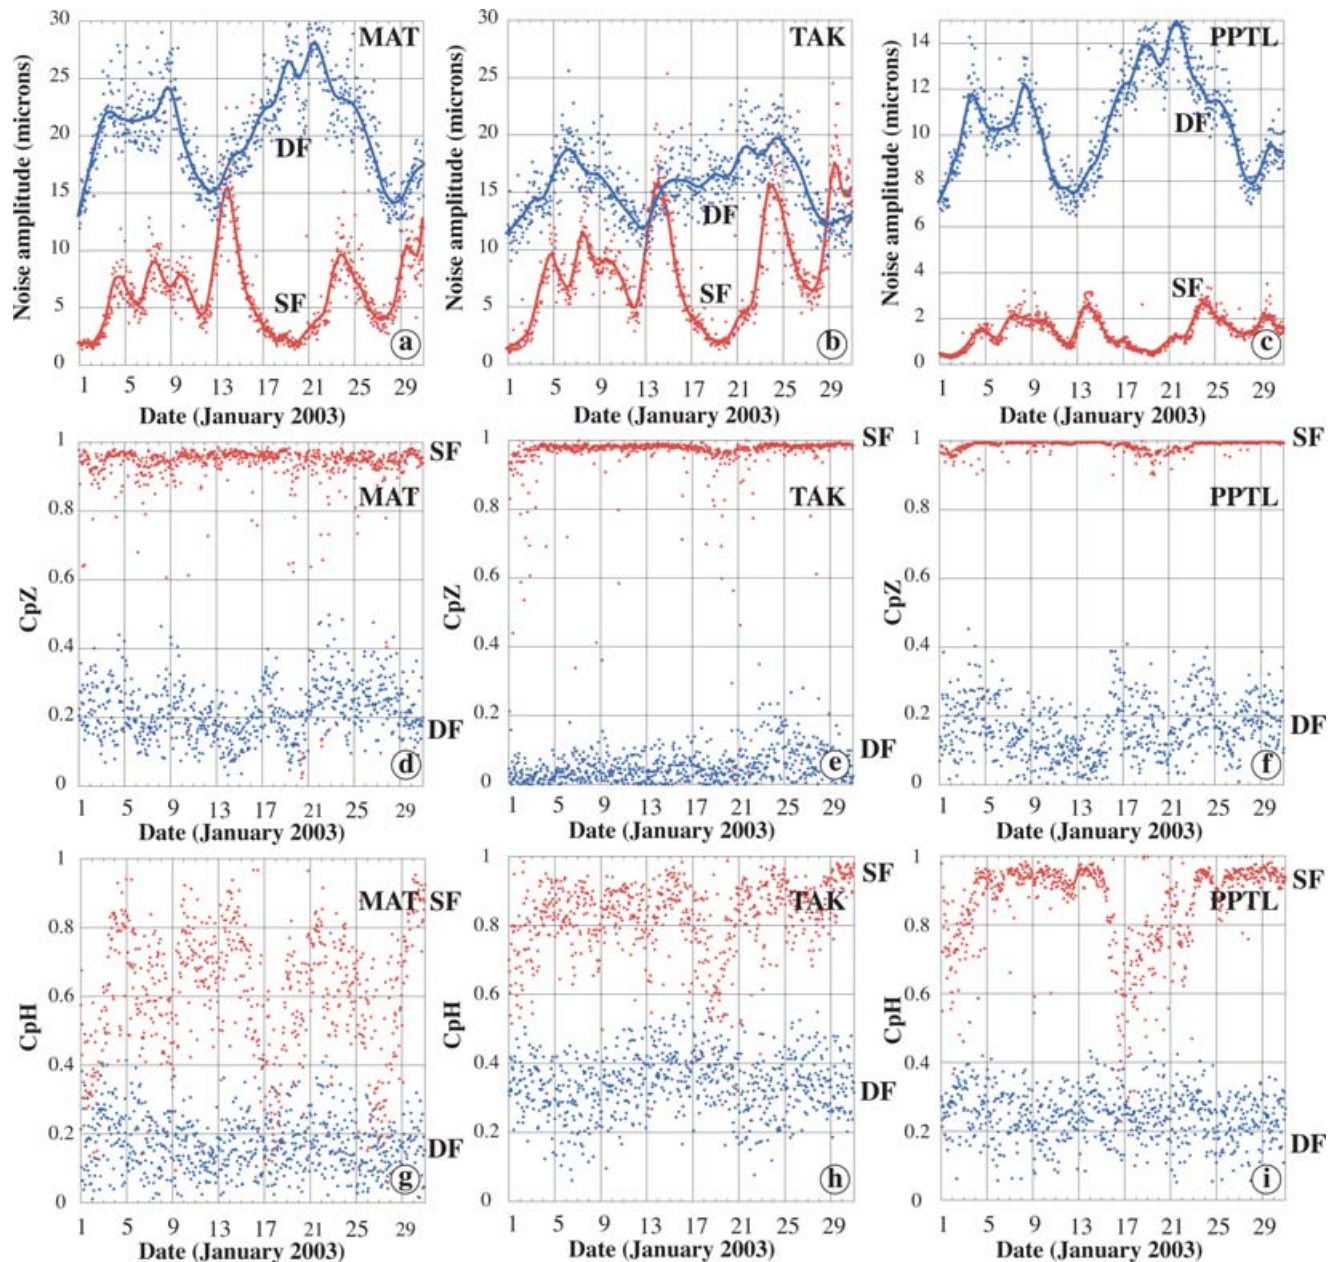 Noise amplitude (microns)
30
25
20
15
10
5
0
MAT
DF
SF
a
1 5 9 13 17 21 25 29
Date (January 2003)
Noise amplitude (microns)
30
25
20
15
10
5
0
TAK
DF
SF
b
1 5 9 13 17 21 25 29
Date (January 2003)
Noise amplitude (microns)
14
12
10
8
6
4
2
0
PPTL
DF
SF
c
1 5 9 13 17 21 25 29
Date (January 2003)
CpZ
1
0.8
0.6
0.4
0.2
0
SF
MAT
DF
d
1 5 9 13 17 21 25 29
Date (January 2003)
CpZ
1
0.8
0.6
0.4
0.2
0
SF
TAK
DF
e
1 5 9 13 17 21 25 29
Date (January 2003)
CpZ
1
0.8
0.6
0.4
0.2
0
SF
PPTL
DF
f
1 5 9 13 17 21 25 29
Date (January 2003)
CpH
1
0.8
0.6
0.4
0.2
0
MAT SF
DF
g
1 5 9 13 17 21 25 29
Date (January 2003)
CpH
1
0.8
0.6
0.4
0.2
0
SF
TAK
DF
h
1 5 9 13 17 21 25 29
Date (January 2003)
CpH
1
0.8
0.6
0.4
0.2
0
SF
PPTL
DF
i
1 5 9 13 17 21 25 29
Date (January 2003)